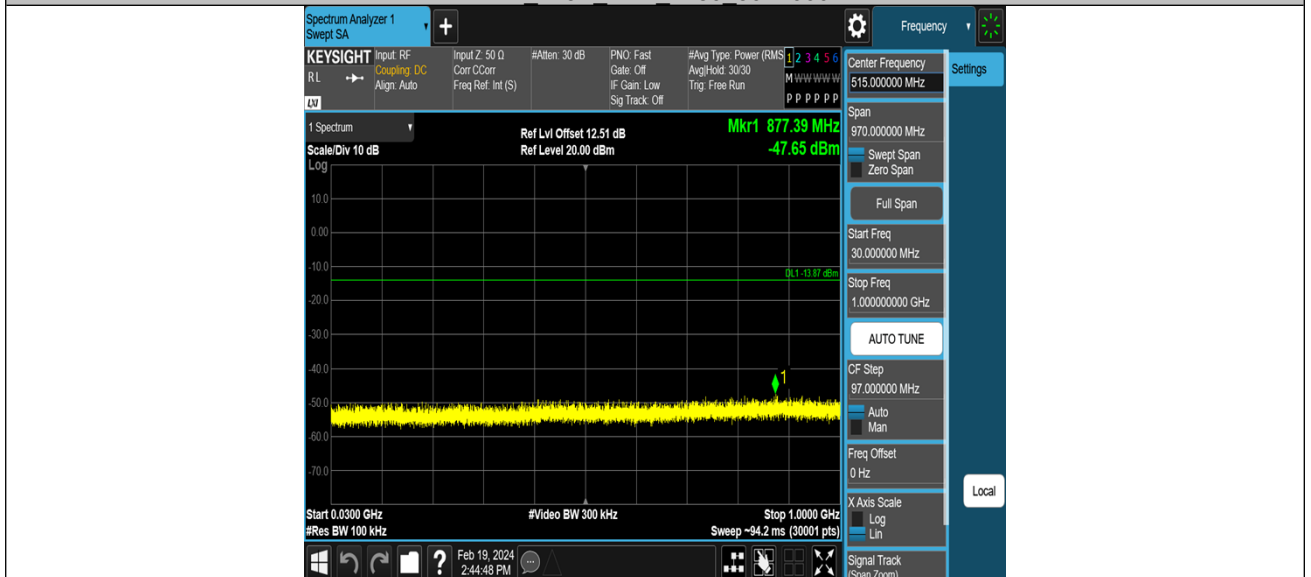 Spectrum Analyzer 1
Swept SA
+
Frequency
KEYSIGHT
RL
LXI
Input: RF
Coupling: DC
Align: Auto
Input Z: 50 Ω
Corr CCorr
Freq Ref: Int (S)
#Atten: 30 dB
PNO: Fast
Gate: Off
IF Gain: Low
Sig Track: Off
#Avg Type: Power (RMS
Avg|Hold: 30/30
Trig: Free Run
1 2 3 4 5 6
M W W W W W
P P P P P P
Center Frequency
515.000000 MHz
Settings
Span
970.000000 MHz
Swept Span
Zero Span
Full Span
Start Freq
30.000000 MHz
Stop Freq
1.000000000 GHz
AUTO TUNE
CF Step
97.000000 MHz
Auto
Man
Freq Offset
0 Hz
X Axis Scale
Log
Lin
Signal Track
(Span Zoom)
Local
1 Spectrum
Scale/Div 10 dB
Log
Ref Lvl Offset 12.51 dB
Ref Level 20.00 dBm
Mkr1 877.39 MHz
-47.65 dBm
10.0
0.00
-10.0
-20.0
-30.0
-40.0
-50.0
-60.0
-70.0
DL1 -13.87 dBm
1
Start 0.0300 GHz
#Res BW 100 kHz
#Video BW 300 kHz
Stop 1.0000 GHz
Sweep ~94.2 ms (30001 pts)
?
Feb 19, 2024
2:44:48 PM